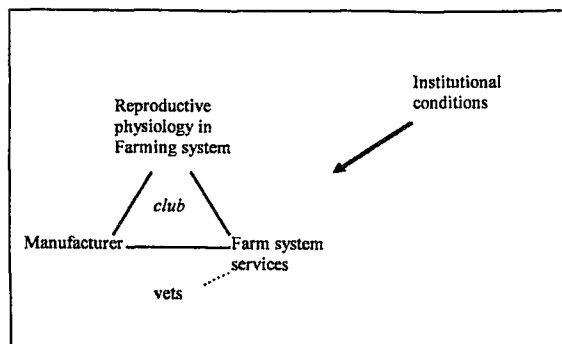 Institutional
conditions
Reproductive
physiology in
Farming system
club
Manufacturer
Farm system
services
vets